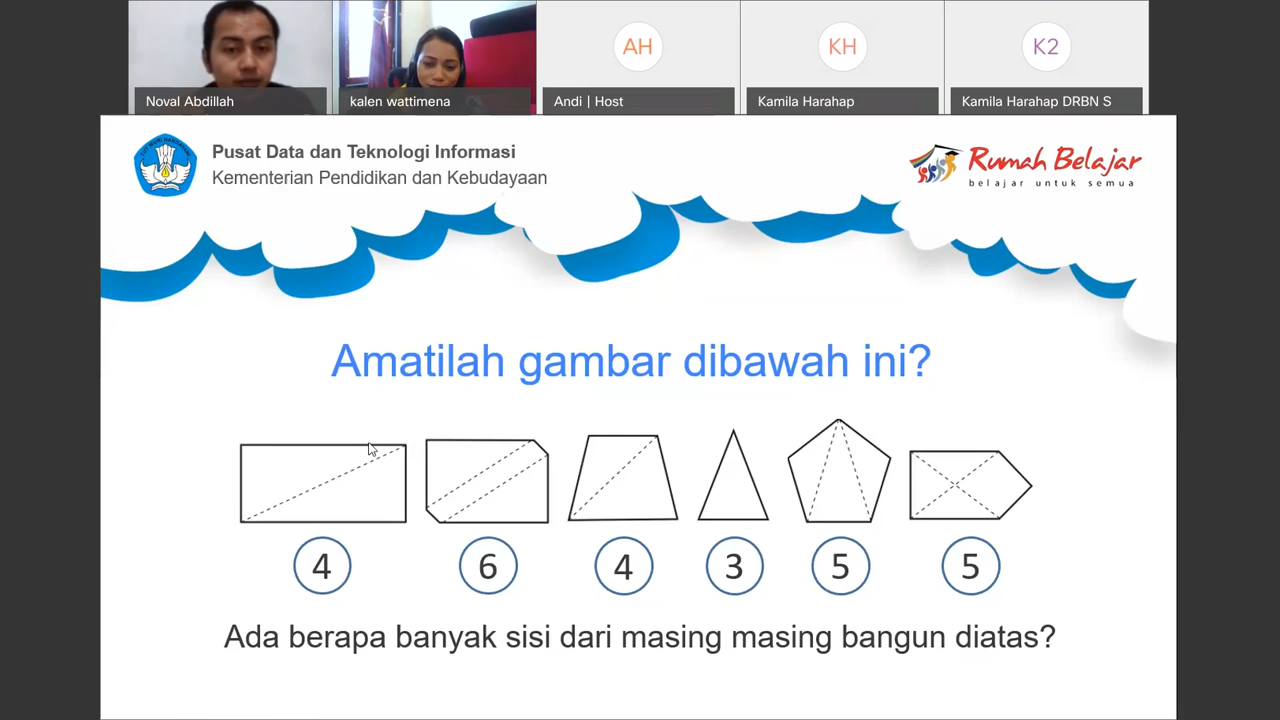 AH
KH
K2
Noval Abdillah
kalen wattimena
Andi | Host
Kamila Harahap
Kamila Harahap DRBN S
Pusat Data dan Teknologi Informasi
Kementerian Pendidikan dan Kebudayaan
Rumah Belajar
belajar untuk semua
Amatilah gambar dibawah ini?
4
6
4
3
5
5
Ada berapa banyak sisi dari masing masing bangun diatas?